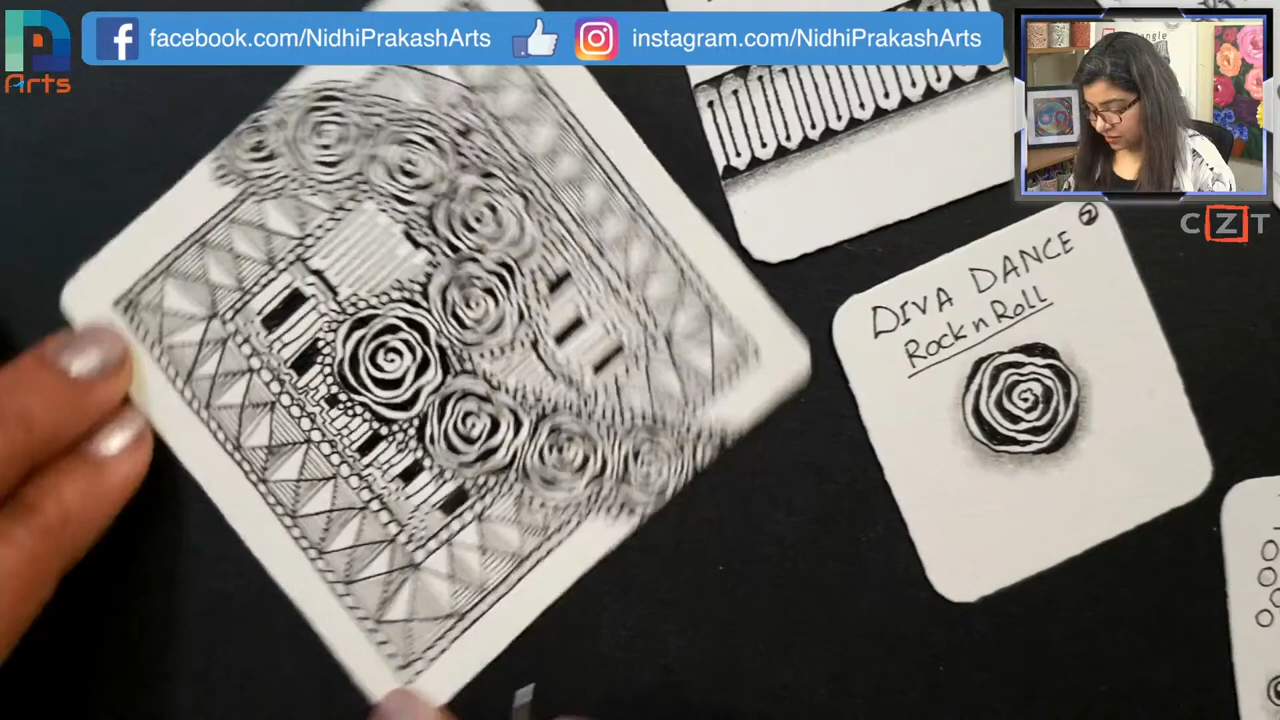 Arts
facebook.com/NidhiPrakashArts
instagram.com/NidhiPrakashArts
CZT
DIVA DANCE
Rock n Roll